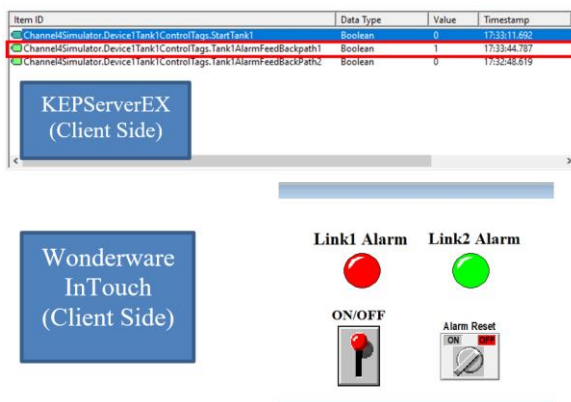 Item ID Data Type Value Timestamp
Channel4Simulator.Device1Tank1ControlTags.StartTank1 Boolean 0 17:33:11.692
Channel4Simulator.Device1Tank1ControlTags.Tank1AlarmFeedBackpath1 Boolean 1 17:33:44.787
Channel4Simulator.Device1Tank1ControlTags.Tank1AlarmFeedBackPath2 Boolean 0 17:32:48.619
KEPServerEX
(Client Side)
Wonderware
InTouch
(Client Side)
Link1 Alarm Link2 Alarm
ON/OFF
Alarm Reset
ON OFF